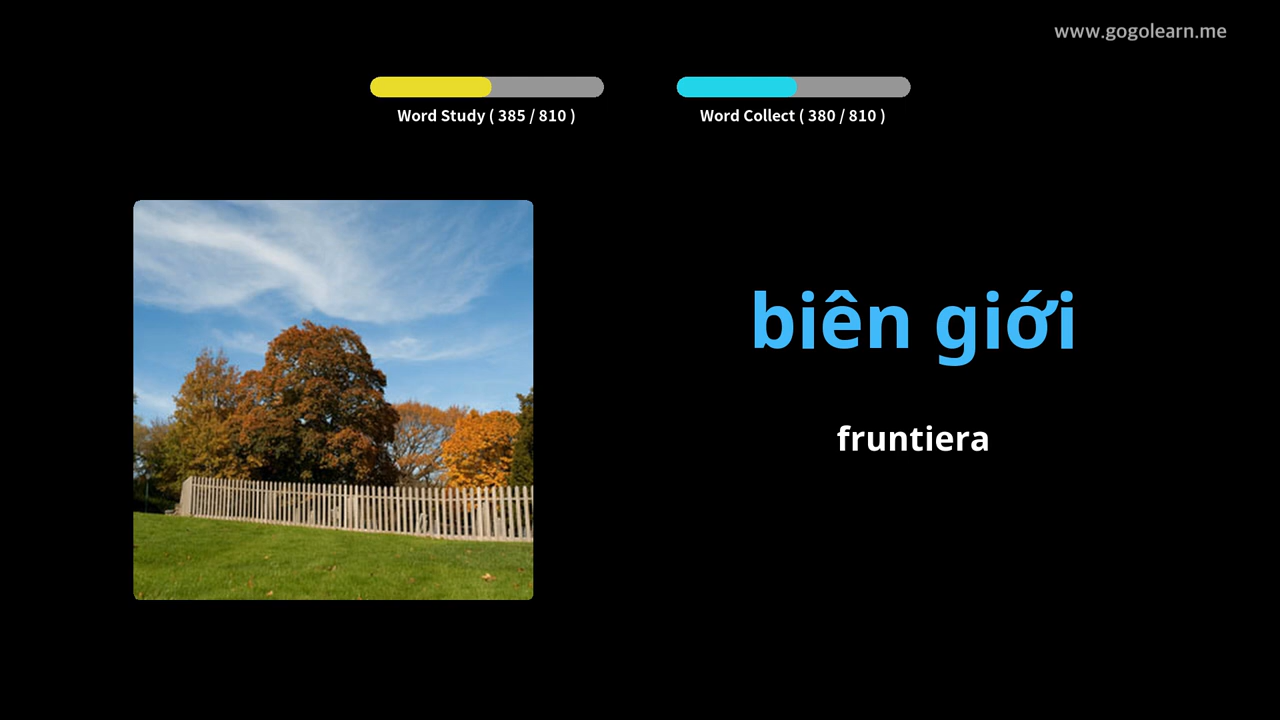 www.gogolearn.me
Word Study ( 385 / 810 )
Word Collect ( 380 / 810 )
biên giới
fruntiera